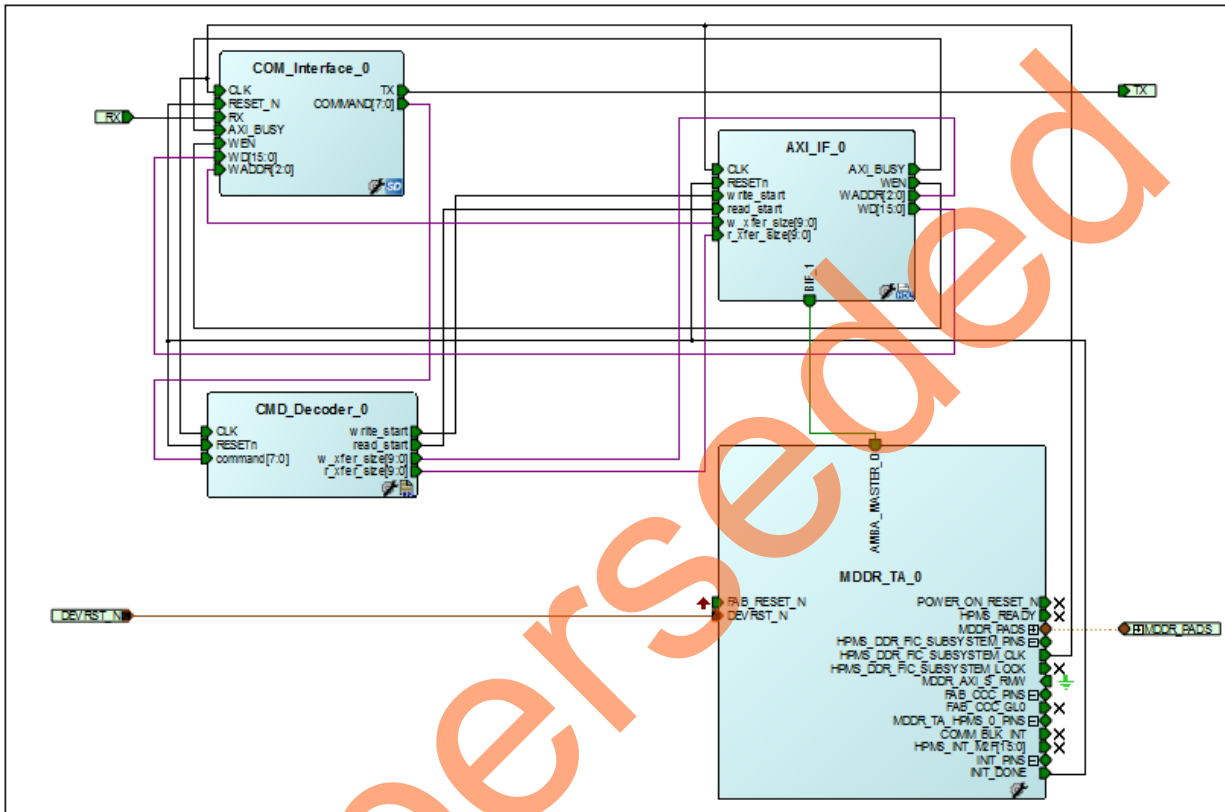 COM_Interface_0
CLK
RESET_N
RX
AXI_BUSY
WEN
WD[15:0]
WADDR[2:0]
TX
COMMAND[7:0]
SD
RX
TX
AXI_IF_0
CLK
RESETn
write_start
read_start
w_xfer_size[9:0]
r_xfer_size[9:0]
AXI_BUSY
WEN
WADDR[2:0]
WD[15:0]
BIF_1
HDL
CMD_Decoder_0
CLK
RESETn
command[7:0]
write_start
read_start
w_xfer_size[9:0]
r_xfer_size[9:0]
AMBA_MASTER_0
MDDR_TA_0
FAB_RESET_N
DEVRST_N
DEVRST_N
POWER_ON_RESET_N
HPMS_READY
MDDR_PADS
HPMS_DDR_FIC_SUBSYSTEM_PINS
HPMS_DDR_FIC_SUBSYSTEM_CLK
HPMS_DDR_FIC_SUBSYSTEM_LOCK
MDDR_AXI_S_RMW
FAB_CCC_PINS
FAB_CCC_GL0
MDDR_TA_HPMS_0_PINS
COMM_BLK_INT
HPMS_INT_M2F[15:0]
INIT_PINS
INIT_DONE
MDDR_PADS
perseded